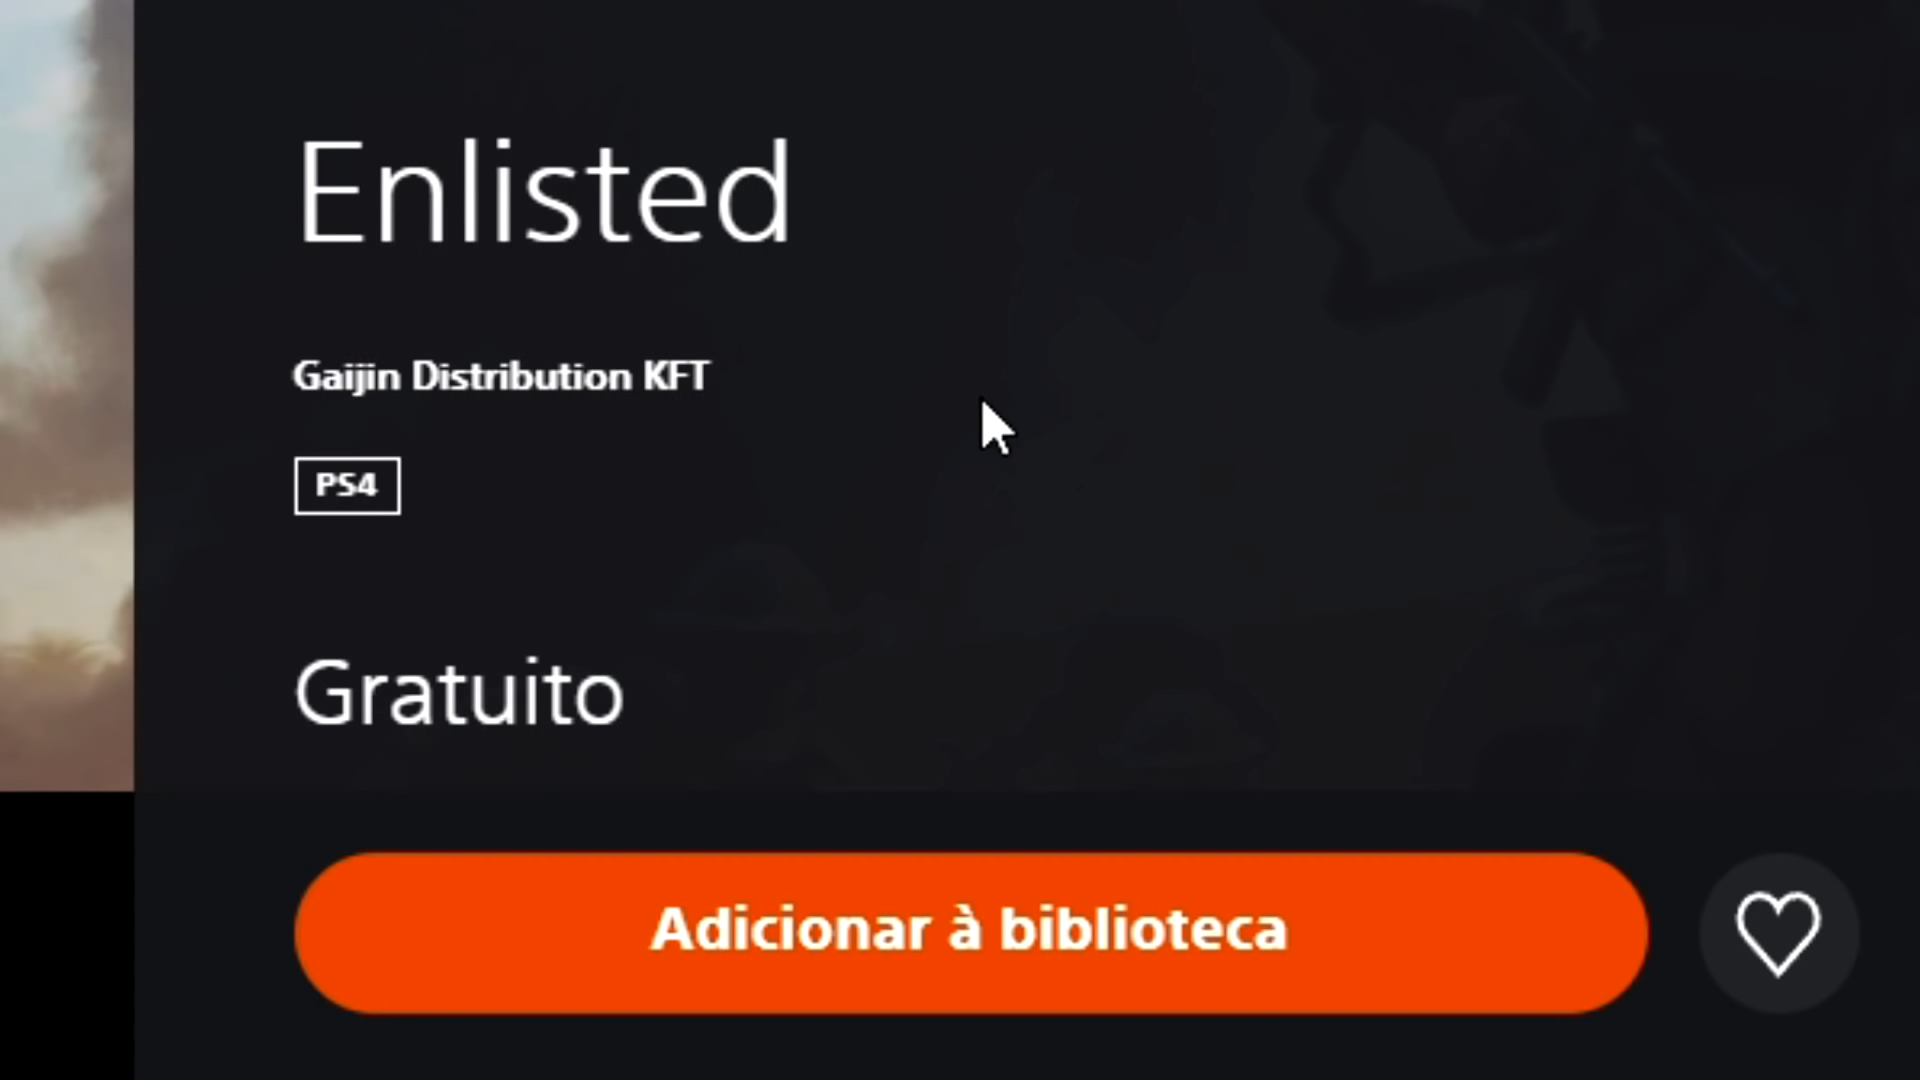 Enlisted
Gaijin Distribution KFT
PS4
Gratuito
Adicionar à biblioteca